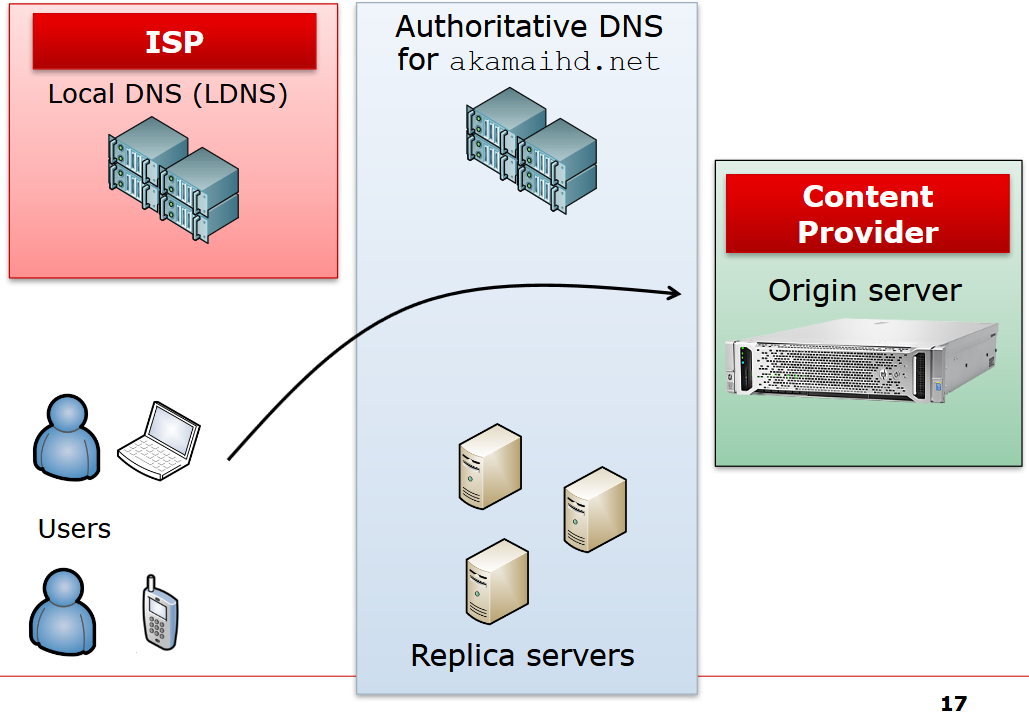 ISP
Local DNS (LDNS)
Authoritative DNS
for akamaihd.net
Content
Provider
Origin server
Users
Replica servers
17